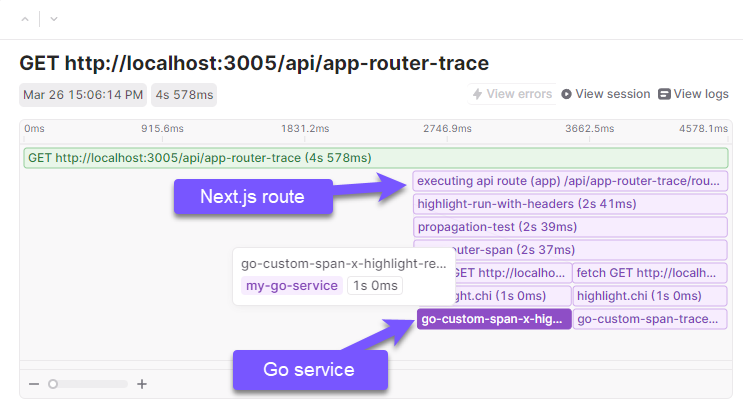 GET http://localhost:3005/api/app-router-trace
Mar 26 15:06:14 PM 4s 578ms
View errors View session View logs
0ms 915.6ms 1831.2ms 2746.9ms 3662.5ms 4578.1ms
GET http://localhost:3005/api/app-router-trace (4s 578ms)
executing api route (app) /api/app-router-trace/rou...
Next.js route
highlight-run-with-headers (2s 41ms)
propagation-test (2s 39ms)
outer-span (2s 37ms)
go-custom-span-x-highlight-re...
GET http://localho... fetch GET http://localh...
my-go-service 1s 0ms
ght.chi (1s 0ms) highlight.chi (1s 0ms)
go-custom-span-x-hig... go-custom-span-trace...
Go service